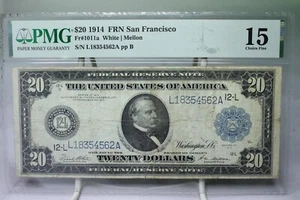 PMG
PAPER MONEY GUARANTY
$20 1914 FRN San Francisco
Fr#1011a White | Mellon
S/N L18354562A pp B
15
Choice Fine
FEDERAL RESERVE NOTE
20
THE UNITED STATES OF AMERICA
20
12-L
L18354562A
Washington, D.C.
L18354562A
12-L
20
TWENTY DOLLARS
20